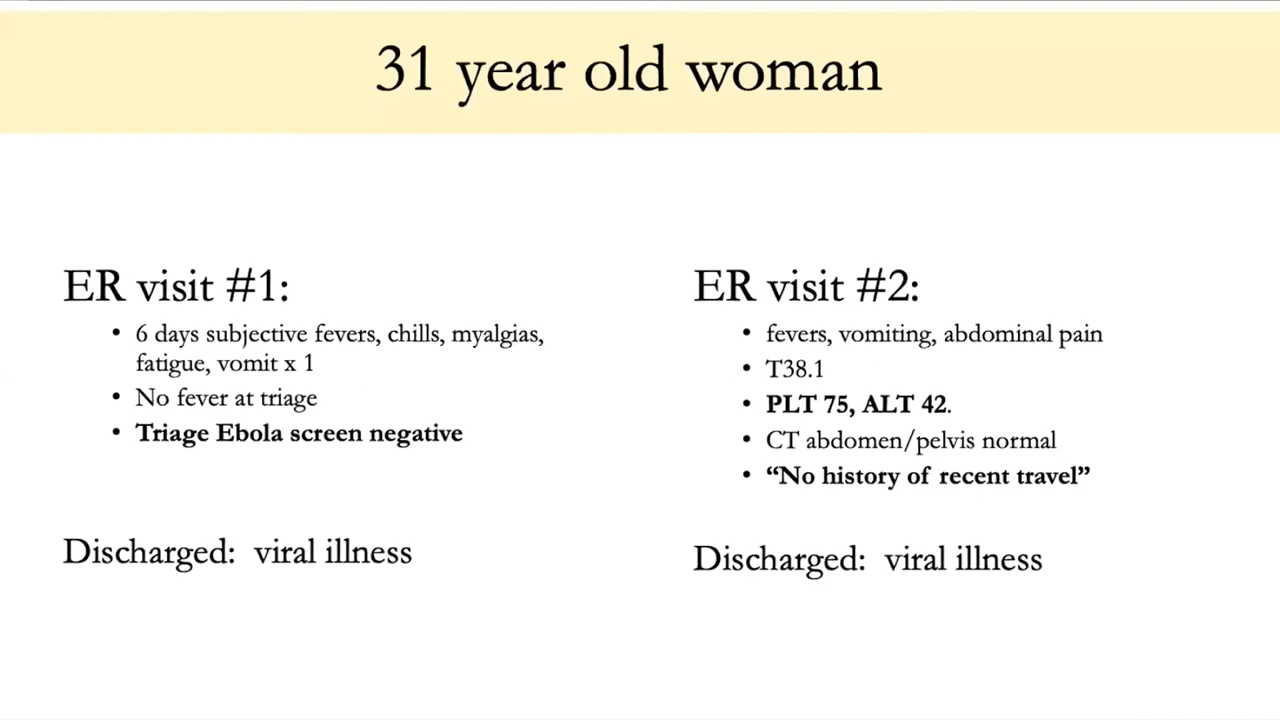 31 year old woman
ER visit #1:
• 6 days subjective fevers, chills, myalgias,
fatigue, vomit x 1
• No fever at triage
• Triage Ebola screen negative
Discharged: viral illness
ER visit #2:
• fevers, vomiting, abdominal pain
• T38.1
• PLT 75, ALT 42.
• CT abdomen/pelvis normal
• “No history of recent travel”
Discharged: viral illness